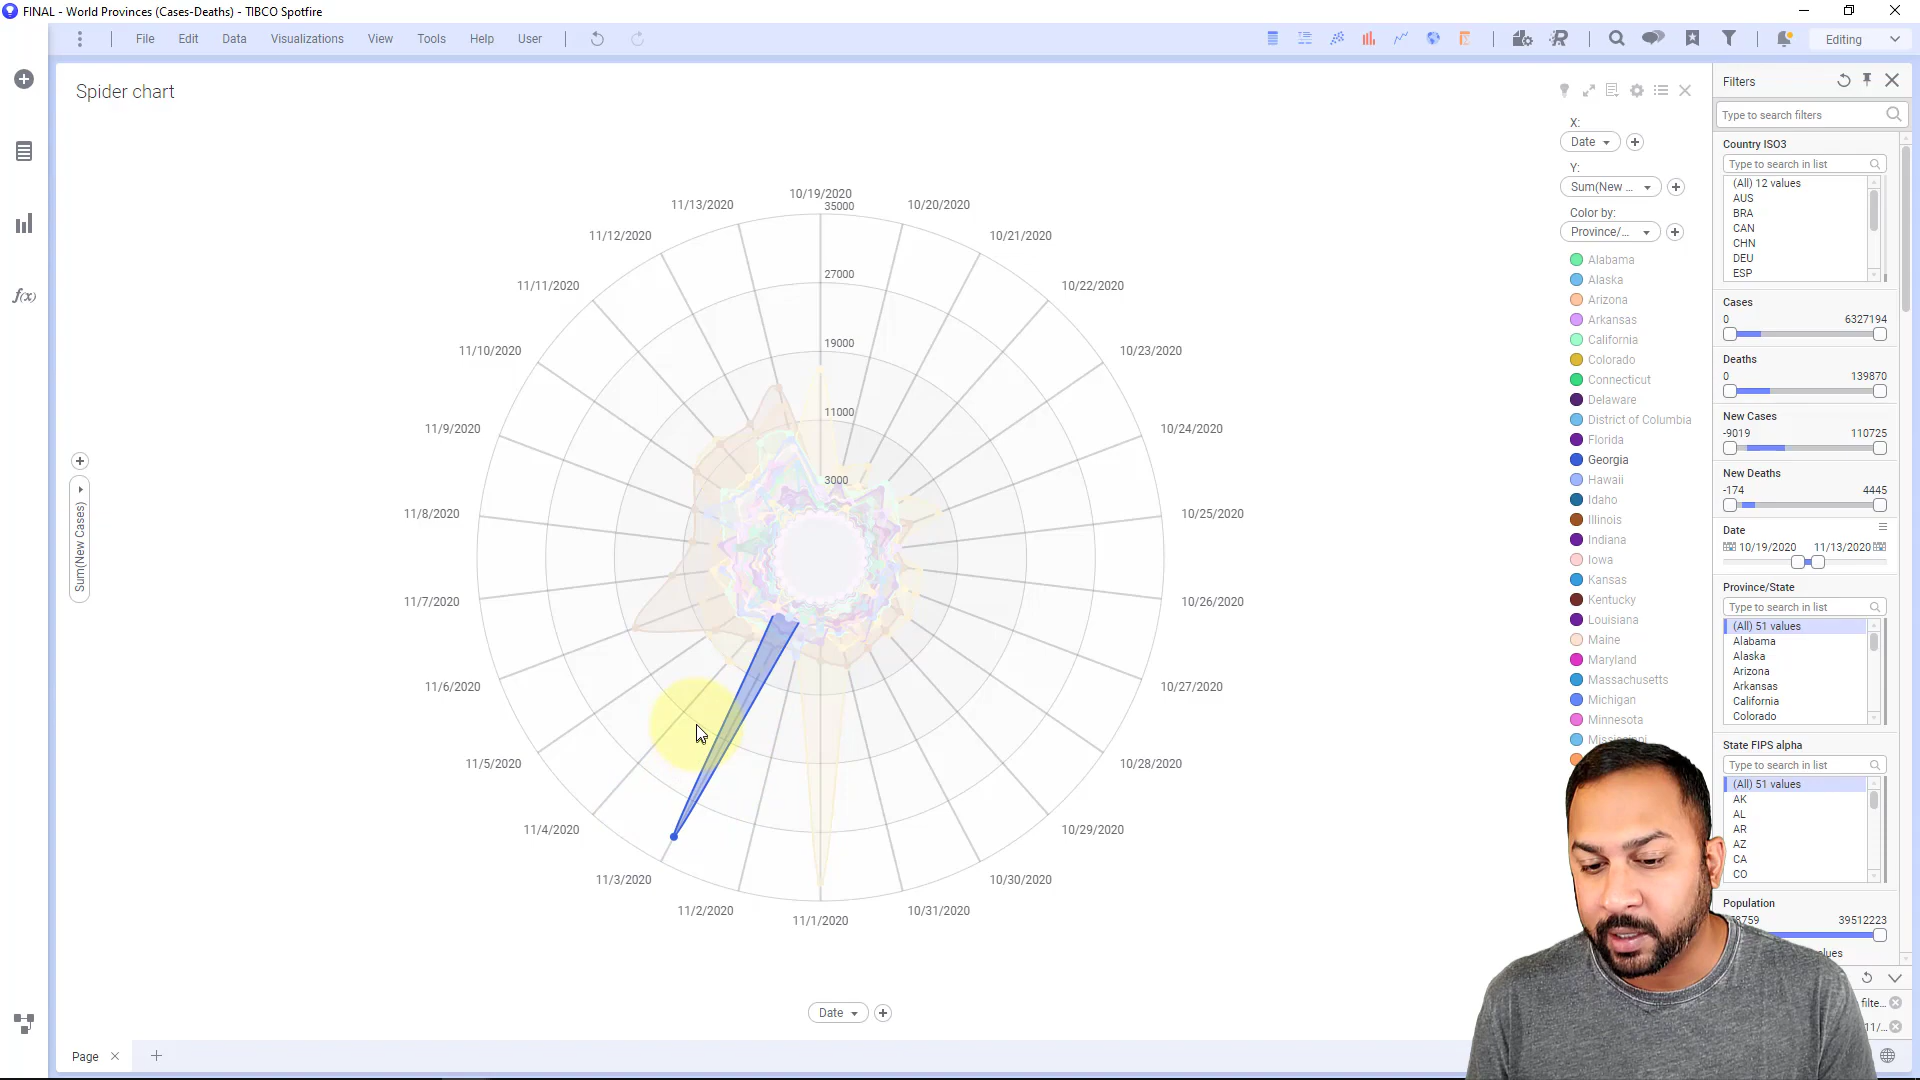 FINAL - World Provinces (Cases-Deaths) - TIBCO Spotfire
File Edit Data Visualizations View Tools Help User
Editing
Spider chart
Filters
Type to search filters
X:
Date
Y:
Sum(New ...
Color by:
Province/...
Alabama
Alaska
Arizona
Arkansas
California
Colorado
Connecticut
Delaware
District of Columbia
Florida
Georgia
Hawaii
Idaho
Illinois
Indiana
Iowa
Kansas
Kentucky
Louisiana
Maine
Maryland
Massachusetts
Michigan
Minnesota
Mississippi
10/19/2020
35000
10/20/2020
10/21/2020
10/22/2020
10/23/2020
10/24/2020
10/25/2020
10/26/2020
10/27/2020
10/28/2020
10/29/2020
10/30/2020
10/31/2020
11/1/2020
11/2/2020
11/3/2020
11/4/2020
11/5/2020
11/6/2020
11/7/2020
11/8/2020
11/9/2020
11/10/2020
11/11/2020
11/12/2020
11/13/2020
27000
19000
11000
3000
Sum(New Cases)
Date
Page
f(x)
Country ISO3
Type to search in list
(All) 12 values
AUS
BRA
CAN
CHN
DEU
ESP
Cases
0 6327194
Deaths
0 139870
New Cases
-9019 110725
New Deaths
-174 4445
Date
10/19/2020 11/13/2020
Province/State
Type to search in list
(All) 51 values
Alabama
Alaska
Arizona
Arkansas
California
Colorado
State FIPS alpha
Type to search in list
(All) 51 values
AK
AL
AR
AZ
CA
CO
Population
39512223
filte...
11/...